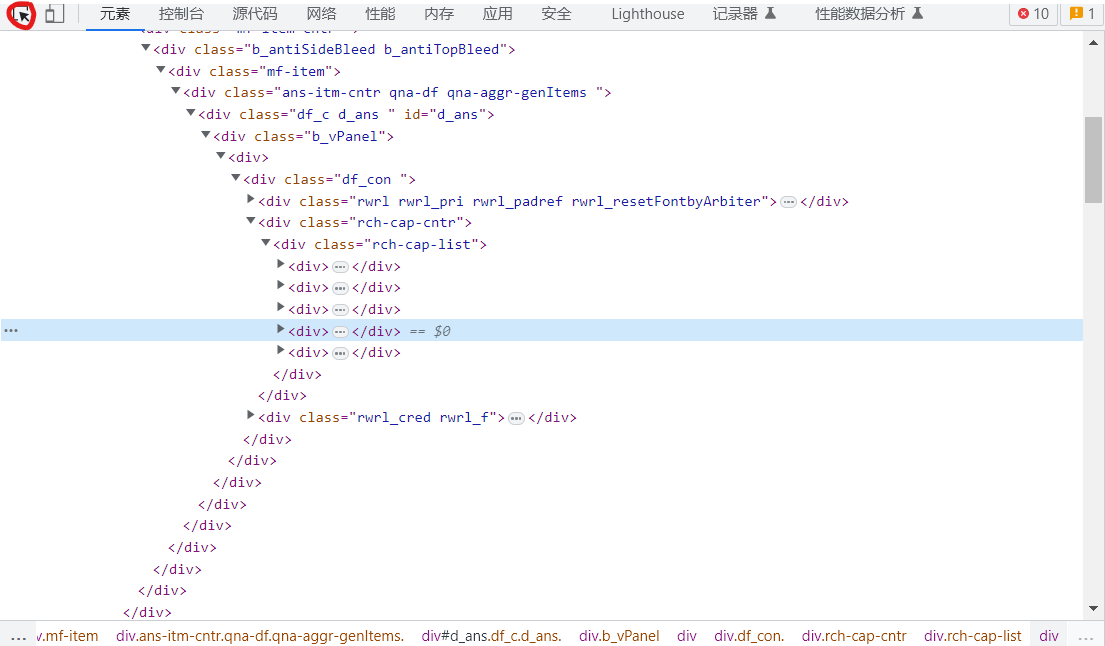 元素 控制台 源代码 网络 性能 内存 应用 安全 Lighthouse 记录器 性能数据分析 10 1
<div class="b_antiSideBleed b_antiTopBleed">
<div class="mf-item">
<div class="ans-itm-cntr qna-df qna-aggr-genItems ">
<div class="df_c d_ans " id="d_ans">
<div class="b_vPanel">
<div>
<div class="df_con ">
<div class="rwrl rwrl_pri rwrl_padref rwrl_resetFontbyArbiter">…</div>
<div class="rch-cap-cntr">
<div class="rch-cap-list">
<div>…</div>
<div>…</div>
<div>…</div>
… <div>…</div> == $0
<div>…</div>
</div>
</div>
<div class="rwrl_cred rwrl_f">…</div>
</div>
</div>
</div>
</div>
</div>
</div>
</div>
</div>
</div>
… v.mf-item div.ans-itm-cntr.qna-df.qna-aggr-genItems. div#d_ans.df_c.d_ans. div.b_vPanel div div.df_con. div.rch-cap-cntr div.rch-cap-list div …